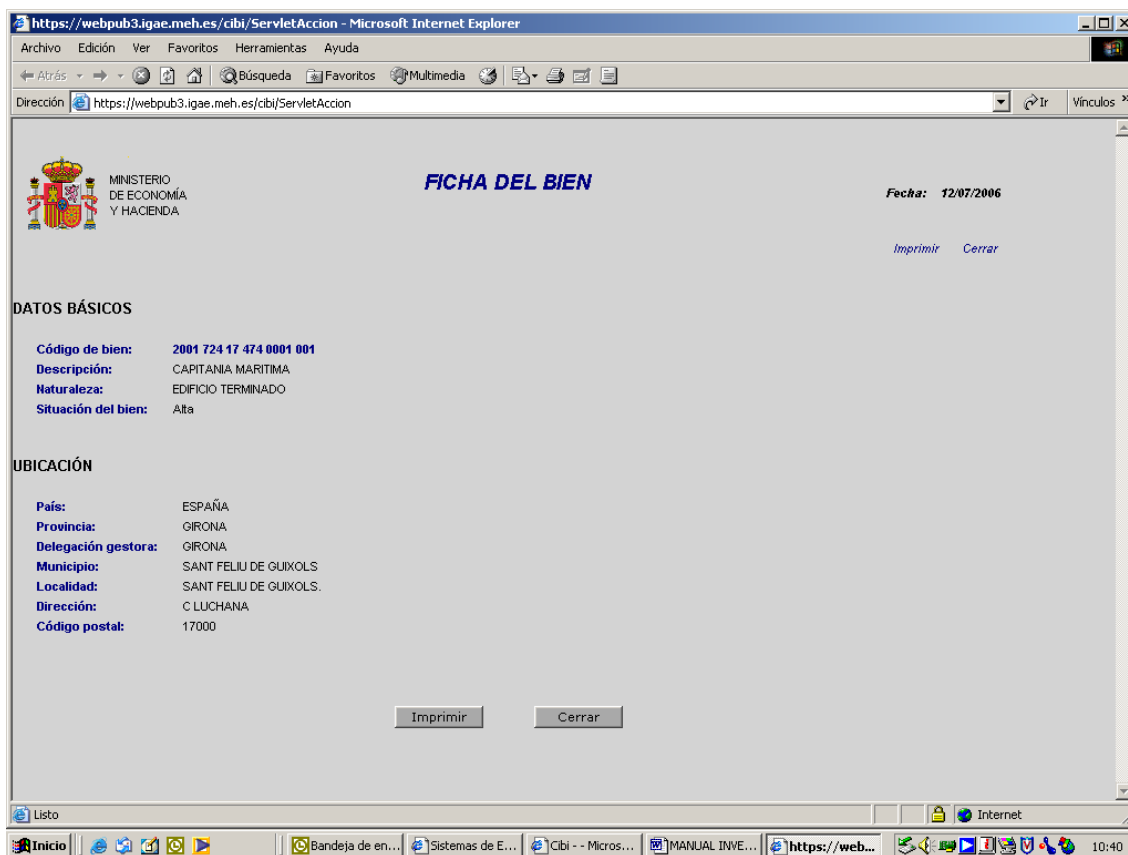 https://webpub3.igae.meh.es/cibi/ServletAccion - Microsoft Internet Explorer
Archivo Edición Ver Favoritos Herramientas Ayuda
Atrás Búsqueda Favoritos Multimedia
Dirección https://webpub3.igae.meh.es/cibi/ServletAccion Ir Vínculos »
MINISTERIO
DE ECONOMÍA
Y HACIENDA
FICHA DEL BIEN
Fecha: 12/07/2006
Imprimir Cerrar
DATOS BÁSICOS
Código de bien: 2001 724 17 474 0001 001
Descripción: CAPITANIA MARITIMA
Naturaleza: EDIFICIO TERMINADO
Situación del bien: Alta
UBICACIÓN
País: ESPAÑA
Provincia: GIRONA
Delegación gestora: GIRONA
Municipio: SANT FELIU DE GUIXOLS
Localidad: SANT FELIU DE GUIXOLS.
Dirección: C LUCHANA
Código postal: 17000
Imprimir Cerrar
Listo Internet
Inicio Bandeja de en... Sistemas de E... Cibi - - Micros... MANUAL INVE... https://web... 10:40